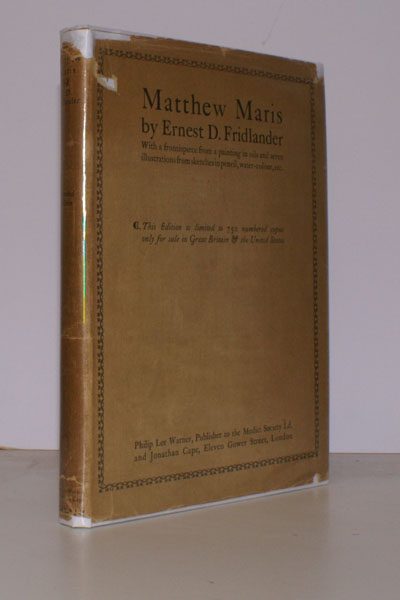 Matthew Maris
by Ernest D. Fridlander
With a frontispiece from a painting in oils and seven
illustrations from sketches in pencil, water-colour, etc.
This Edition is limited to 750 numbered copies
only for sale in Great Britain & the United States
Philip Lee Warner, Publisher to the Medici Society Ld.
and Jonathan Cape, Eleven Gower Street, London